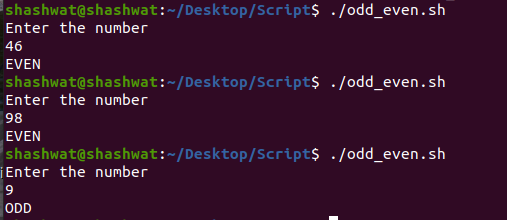 shashwat@shashwat:~/Desktop/Script$ ./odd_even.sh
Enter the number
46
EVEN
shashwat@shashwat:~/Desktop/Script$ ./odd_even.sh
Enter the number
98
EVEN
shashwat@shashwat:~/Desktop/Script$ ./odd_even.sh
Enter the number
9
ODD